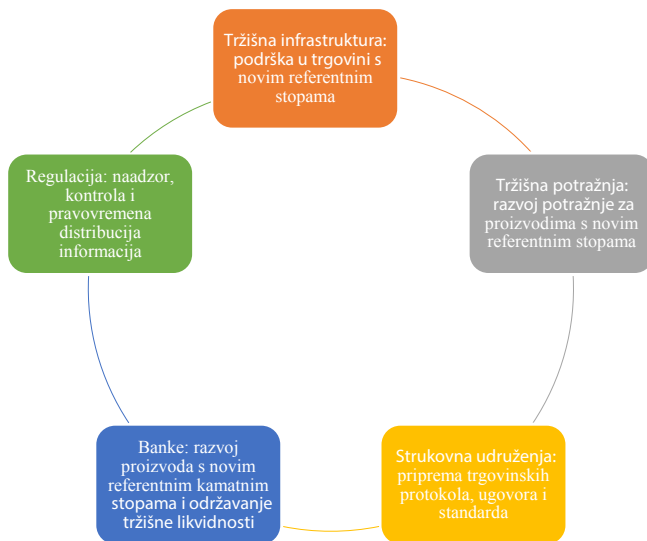 Tržišna infrastruktura:
podrška u trgovini s
novim referentnim
stopama
Tržišna potražnja:
razvoj potražnje za
proizvodima s novim
referentnim stopama
Strukovna udruženja:
priprema trgovinskih
protokola, ugovora i
standarda
Banke: razvoj
proizvoda s novim
referentnim kamatnim
stopama i održavanje
tržišne likvidnosti
Regulacija: naadzor,
kontrola i
pravovremena
distribucija
informacija